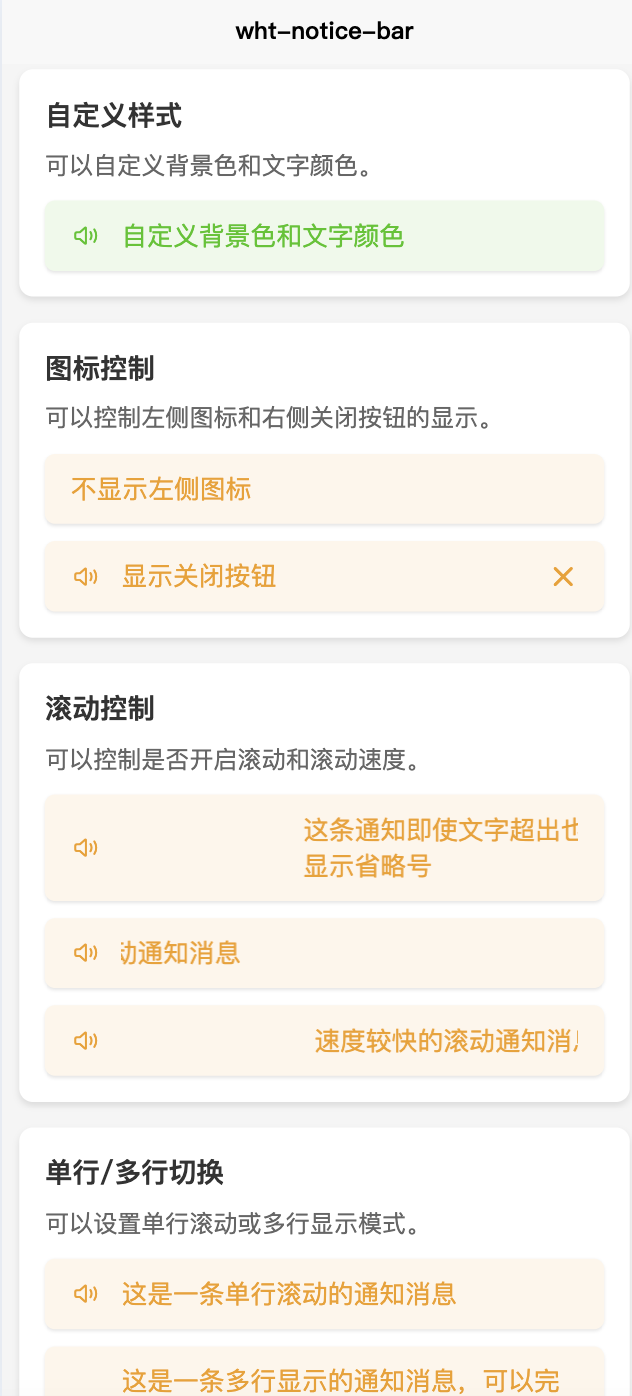 wht-notice-bar
自定义样式
可以自定义背景色和文字颜色。
自定义背景色和文字颜色
图标控制
可以控制左侧图标和右侧关闭按钮的显示。
不显示左侧图标
显示关闭按钮
滚动控制
可以控制是否开启滚动和滚动速度。
这条通知即使文字超出也
显示省略号
动通知消息
速度较快的滚动通知消
单行/多行切换
可以设置单行滚动或多行显示模式。
这是一条单行滚动的通知消息
这是一条多行显示的通知消息，可以完